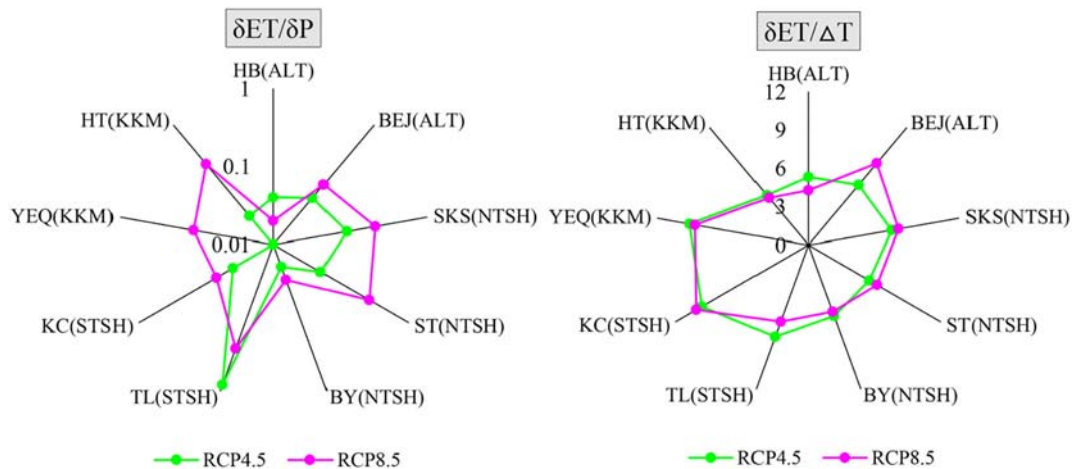 δET/δP
HB(ALT)
1
BEJ(ALT)
HT(KKM)
0.1
YEQ(KKM)
SKS(NTSH)
0.01
KC(STSH)
ST(NTSH)
TL(STSH)
BY(NTSH)
RCP4.5
RCP8.5
δET/△T
HB(ALT)
12
BEJ(ALT)
HT(KKM)
9
6
YEQ(KKM)
3
SKS(NTSH)
0
KC(STSH)
ST(NTSH)
TL(STSH)
BY(NTSH)
RCP4.5
RCP8.5